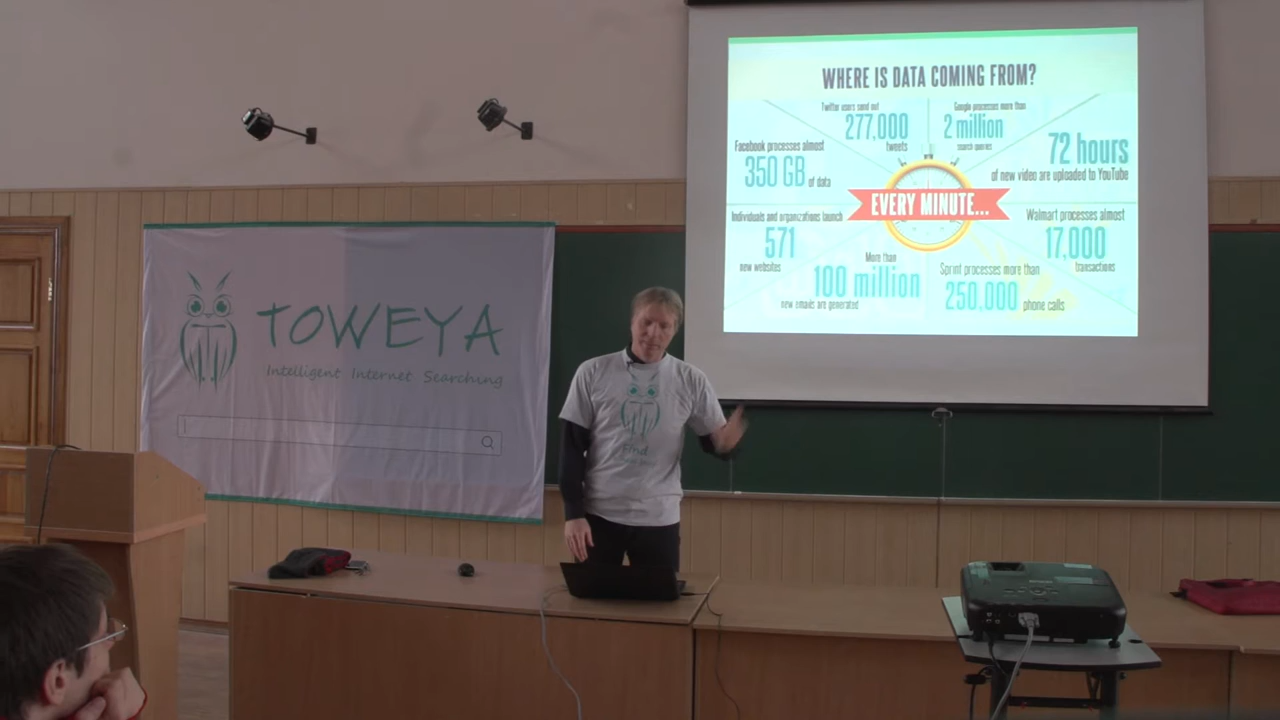 WHERE IS DATA COMING FROM?
Twitter users send out
277,000
tweets
Google processes more than
2 million
search queries
Facebook processes almost
350 GB
of data
72 hours
of new video are uploaded to YouTube
EVERY MINUTE...
Individuals and organizations launch
571
new websites
Walmart processes almost
17,000
transactions
More than
100 million
new emails are generated
Sprint processes more than
250,000 phone calls
TOWEYA
Intelligent Internet Searching
Find